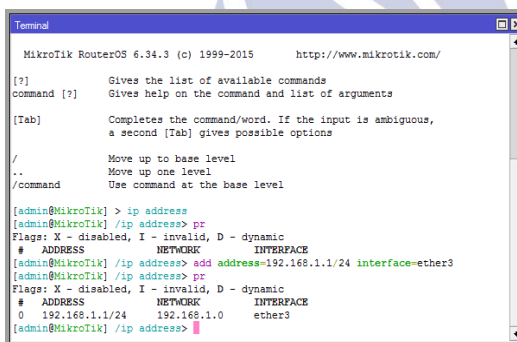 Terminal
MikroTik RouterOS 6.34.3 (c) 1999-2015       http://www.mikrotik.com/
[?]             Gives the list of available commands
command [?]     Gives help on the command and list of arguments
[Tab]           Completes the command/word. If the input is ambiguous,
                a second [Tab] gives possible options
/               Move up to base level
..              Move up one level
/command        Use command at the base level
[admin@MikroTik] > ip address
[admin@MikroTik] /ip address> pr
Flags: X - disabled, I - invalid, D - dynamic
 #   ADDRESS            NETWORK         INTERFACE
[admin@MikroTik] /ip address> add address=192.168.1.1/24 interface=ether3
[admin@MikroTik] /ip address> pr
Flags: X - disabled, I - invalid, D - dynamic
 #   ADDRESS            NETWORK         INTERFACE
 0   192.168.1.1/24     192.168.1.0     ether3
[admin@MikroTik] /ip address>